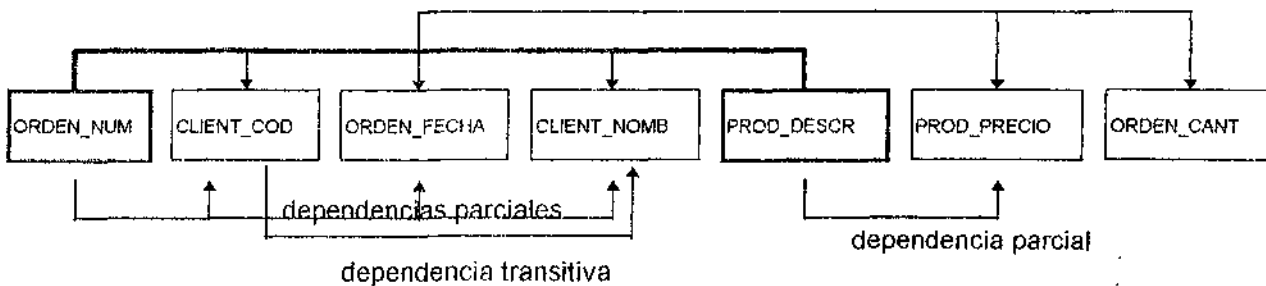 ORDEN_NUM CLIENT_COD ORDEN_FECHA CLIENT_NOMB PROD_DESCR PROD_PRECIO ORDEN_CANT
dependencias parciales
dependencia parcial
dependencia transitiva